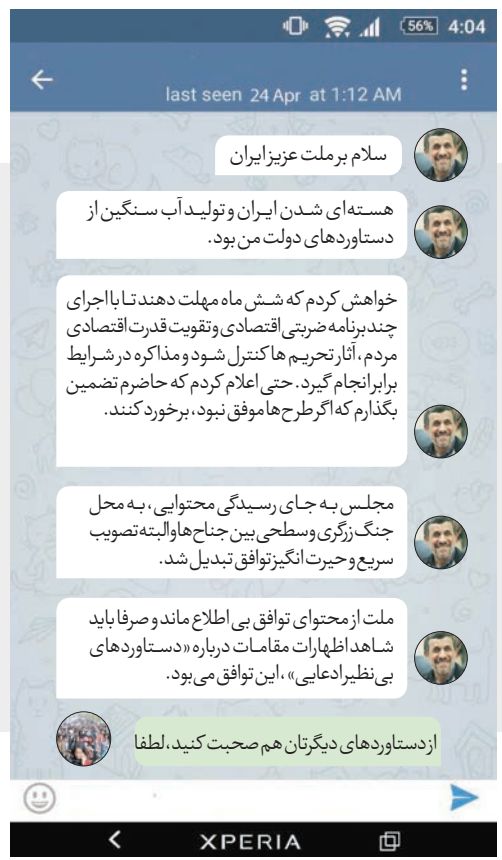 56% 4:04
last seen 24 Apr at 1:12 AM
سلام بر ملت عزیز ایران
هسته‌ای شدن ایران و تولید آب سنگین از
دستاوردهای دولت من بود.
خواهش کردم که شش ماه مهلت دهند تا با اجرای
چند برنامه ضربتی اقتصادی و تقویت قدرت اقتصادی
مردم، آثار تحریم ها کنترل شود و مذاکره در شرایط
برابر انجام گیرد. حتی اعلام کردم که حاضرم تضمین
بگذارم که اگر طرح‌ها موفق نبود، برخورد کنند.
مجلس به جای رسیدگی محتوایی، به محل
جنگ زرگری و سطحی بین جناح‌ها و البته تصویب
سریع و حیرت انگیز توافق تبدیل شد.
ملت از محتوای توافق بی اطلاع ماند و صرفا باید
شاهد اظهارات مقامات درباره «دستاوردهای
بی‌نظیر ادعایی»، این توافق می‌بود.
از دستاوردهای دیگرتان هم صحبت کنید، لطفا
XPERIA